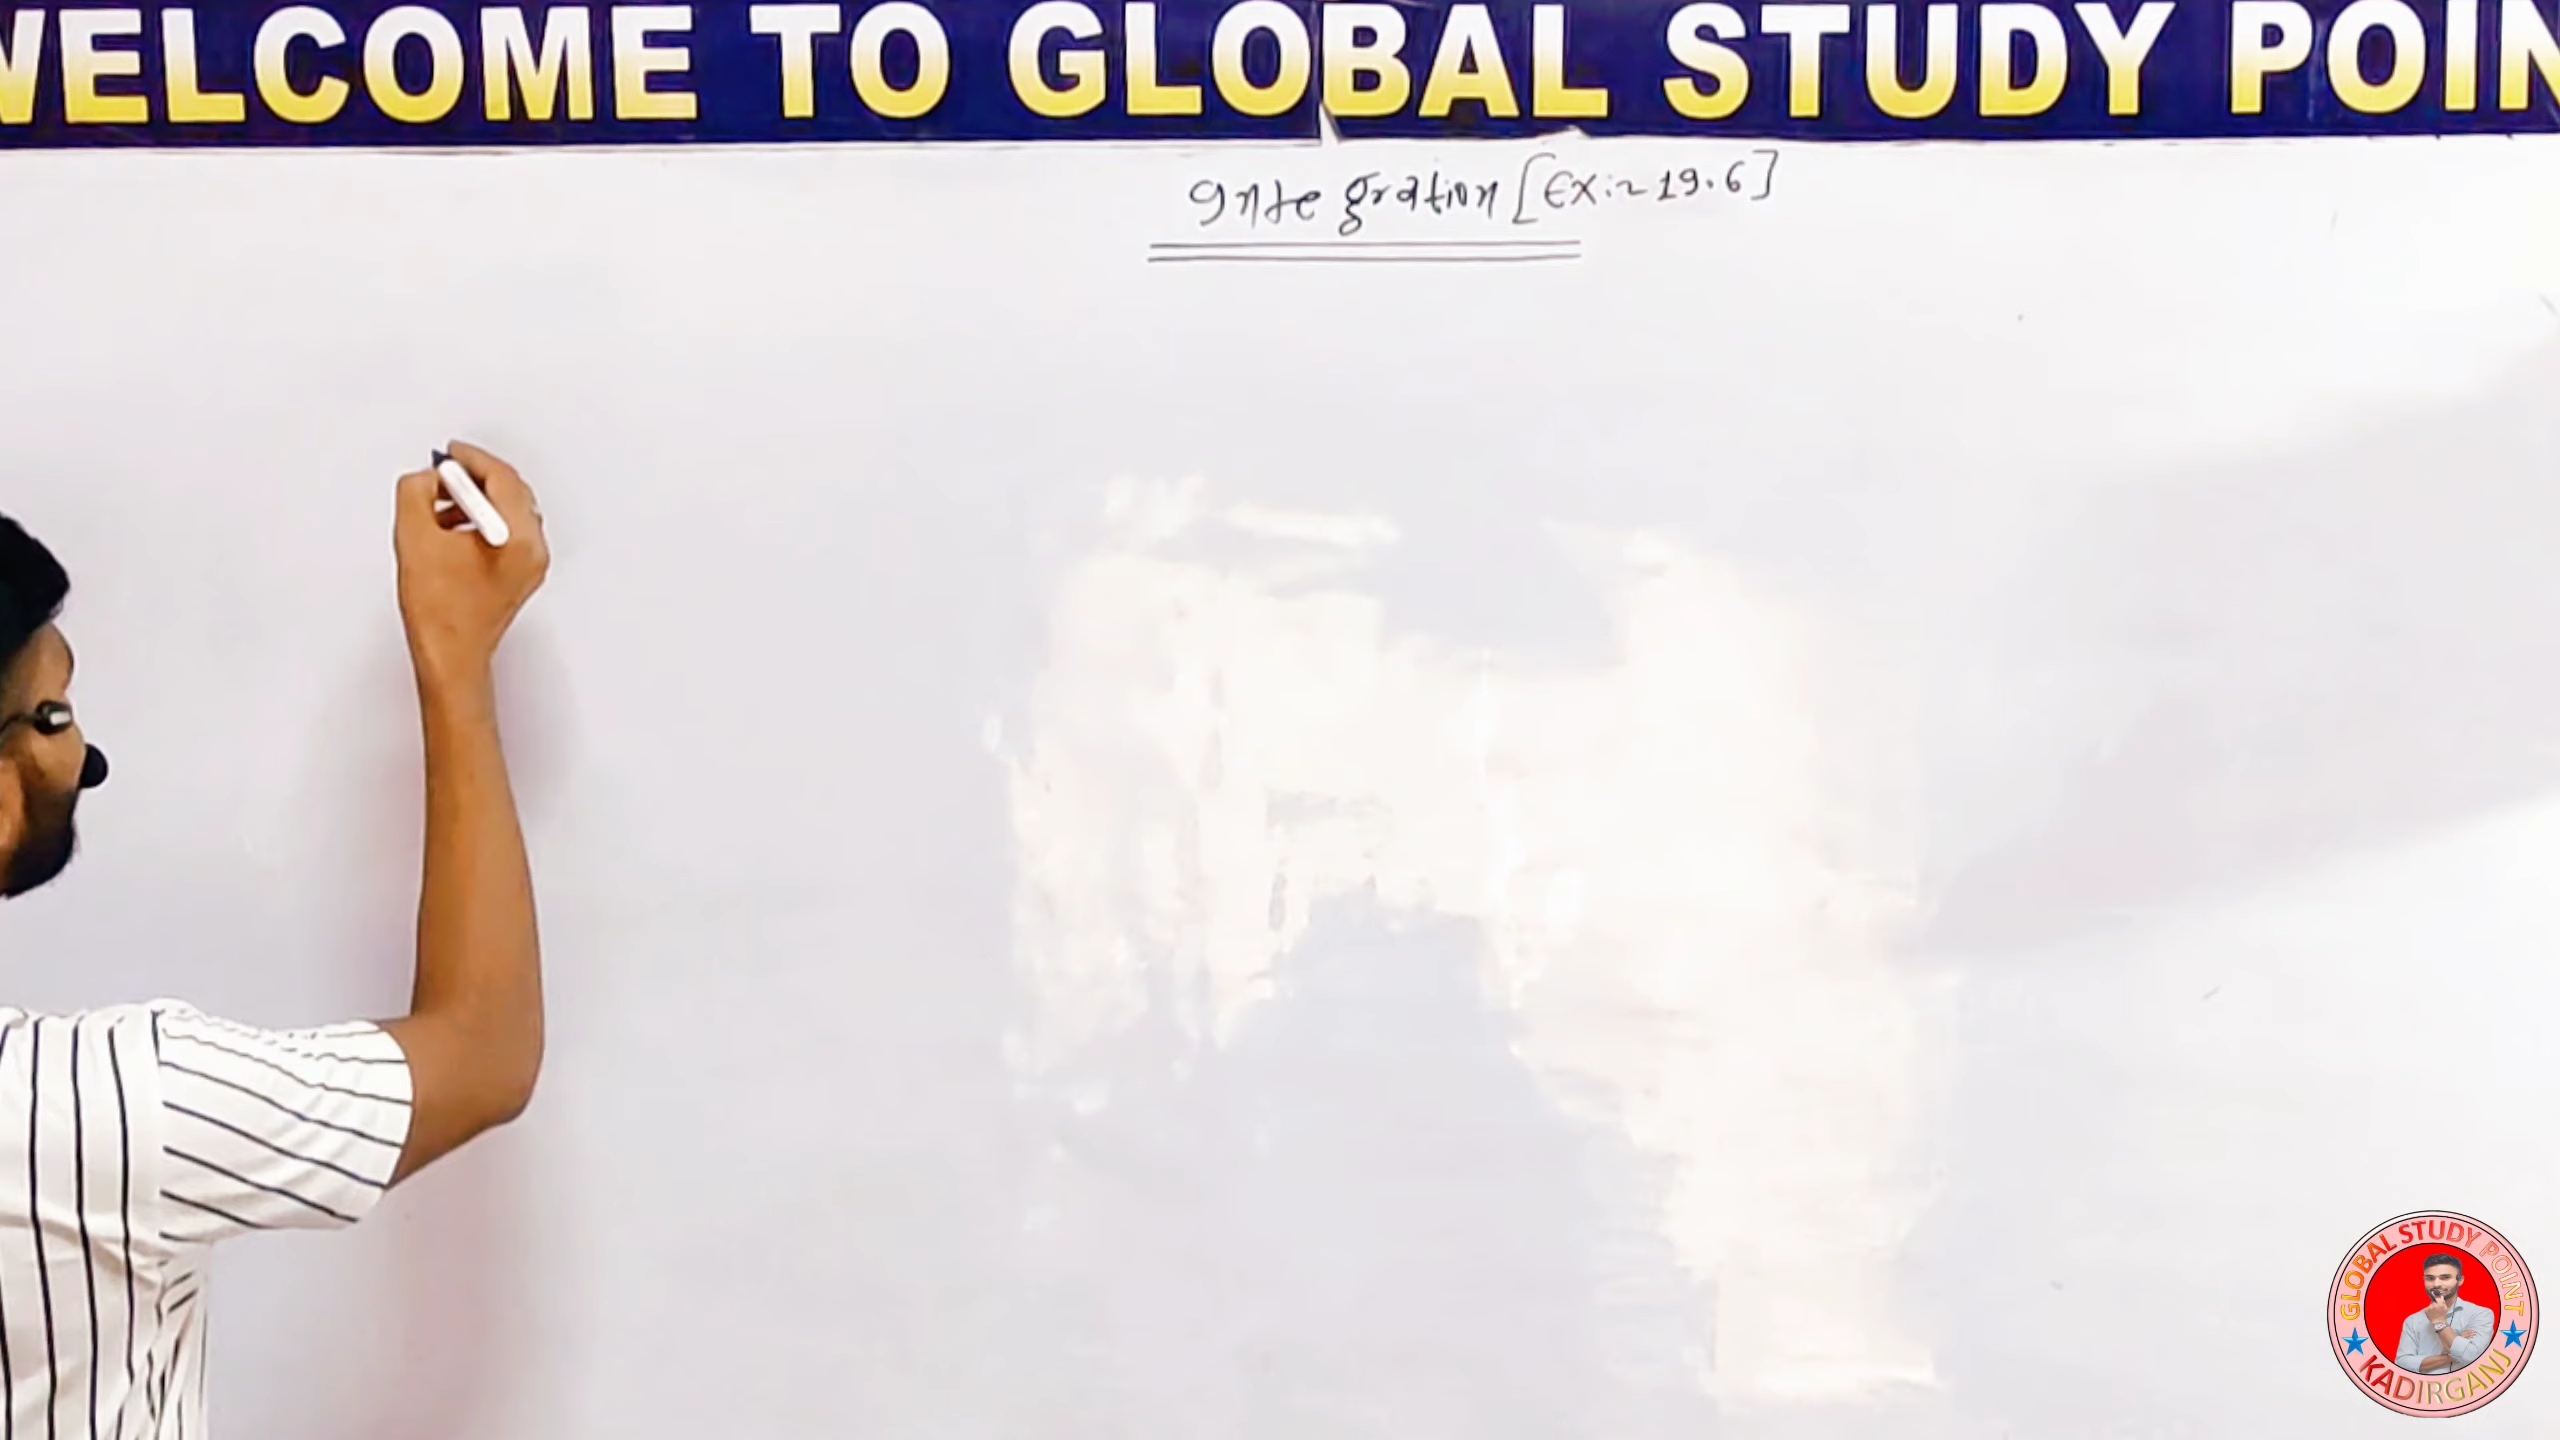 WELCOME TO GLOBAL STUDY POIN
Integration [Ex:~ 19.6]
GLOBAL STUDY POINT
KADIRGANJ